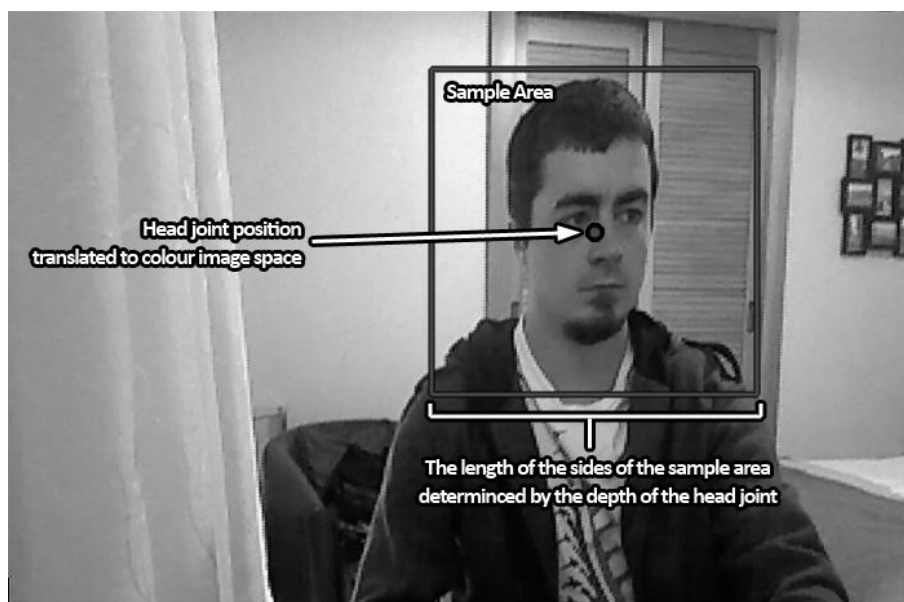 Sample Area
Head joint position
translated to colour image space
The length of the sides of the sample area
determinced by the depth of the head joint